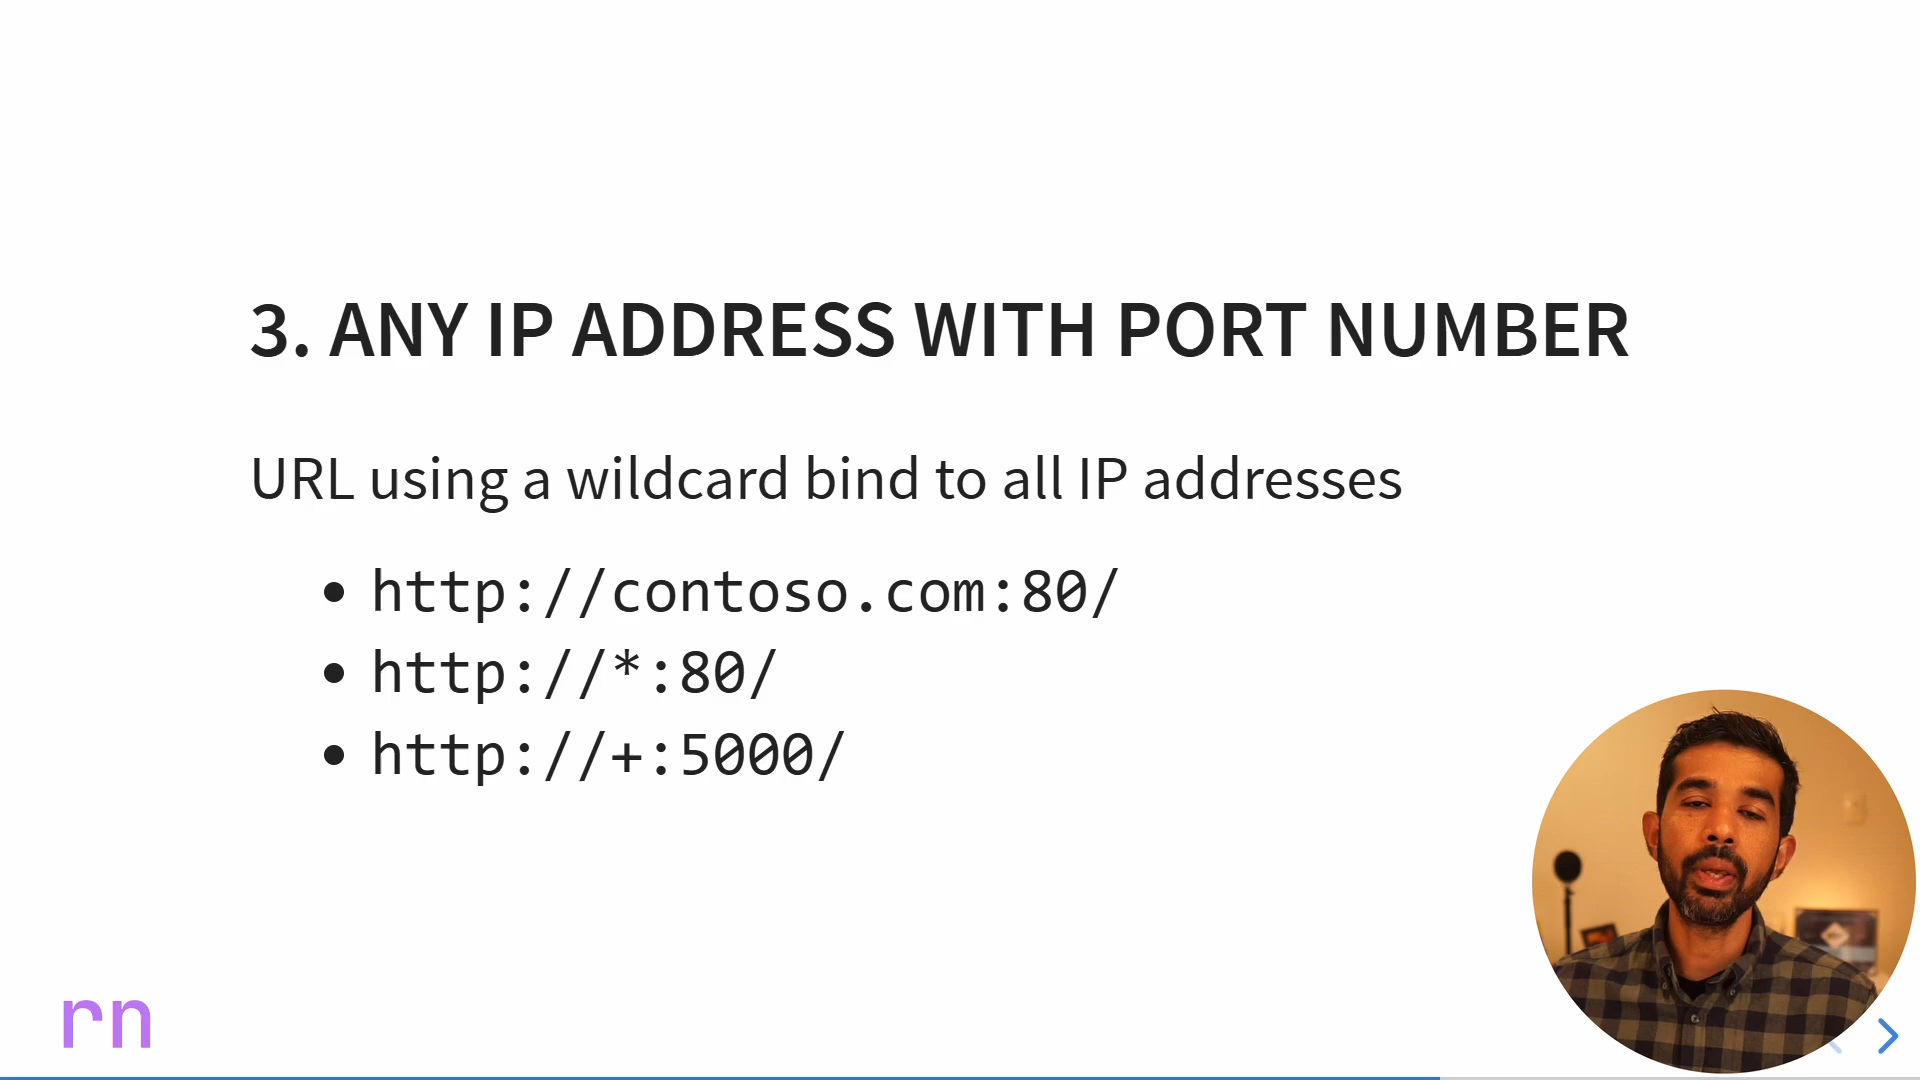 3. ANY IP ADDRESS WITH PORT NUMBER
URL using a wildcard bind to all IP addresses
http://contoso.com:80/
http://*:80/
http://+:5000/
rn